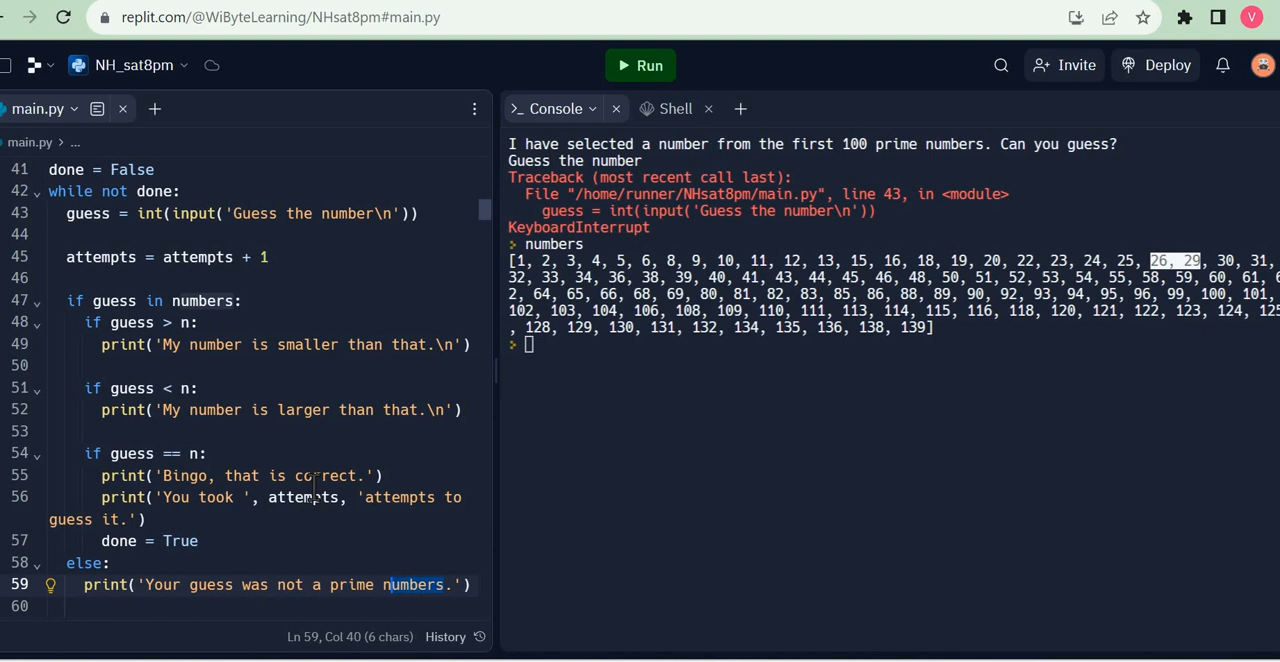 replit.com/@WiByteLearning/NHsat8pm#main.py
V
NH_sat8pm
Run
Invite
Deploy
main.py
main.py > ...
41 done = False
42 while not done:
43 guess = int(input('Guess the number\n'))
44
45 attempts = attempts + 1
46
47 if guess in numbers:
48 if guess > n:
49 print('My number is smaller than that.\n')
50
51 if guess < n:
52 print('My number is larger than that.\n')
53
54 if guess == n:
55 print('Bingo, that is correct.')
56 print('You took ', attempts, 'attempts to
guess it.')
57 done = True
58 else:
59 print('Your guess was not a prime numbers.')
60
Ln 59, Col 40 (6 chars) History
Console
Shell
I have selected a number from the first 100 prime numbers. Can you guess?
Guess the number
Traceback (most recent call last):
File "/home/runner/NHsat8pm/main.py", line 43, in <module>
guess = int(input('Guess the number\n'))
KeyboardInterrupt
numbers
[1, 2, 3, 4, 5, 6, 8, 9, 10, 11, 12, 13, 15, 16, 18, 19, 20, 22, 23, 24, 25, 26, 29, 30, 31,
32, 33, 34, 36, 38, 39, 40, 41, 43, 44, 45, 46, 48, 50, 51, 52, 53, 54, 55, 58, 59, 60, 61, 6
2, 64, 65, 66, 68, 69, 80, 81, 82, 83, 85, 86, 88, 89, 90, 92, 93, 94, 95, 96, 99, 100, 101,
102, 103, 104, 106, 108, 109, 110, 111, 113, 114, 115, 116, 118, 120, 121, 122, 123, 124, 125
, 128, 129, 130, 131, 132, 134, 135, 136, 138, 139]